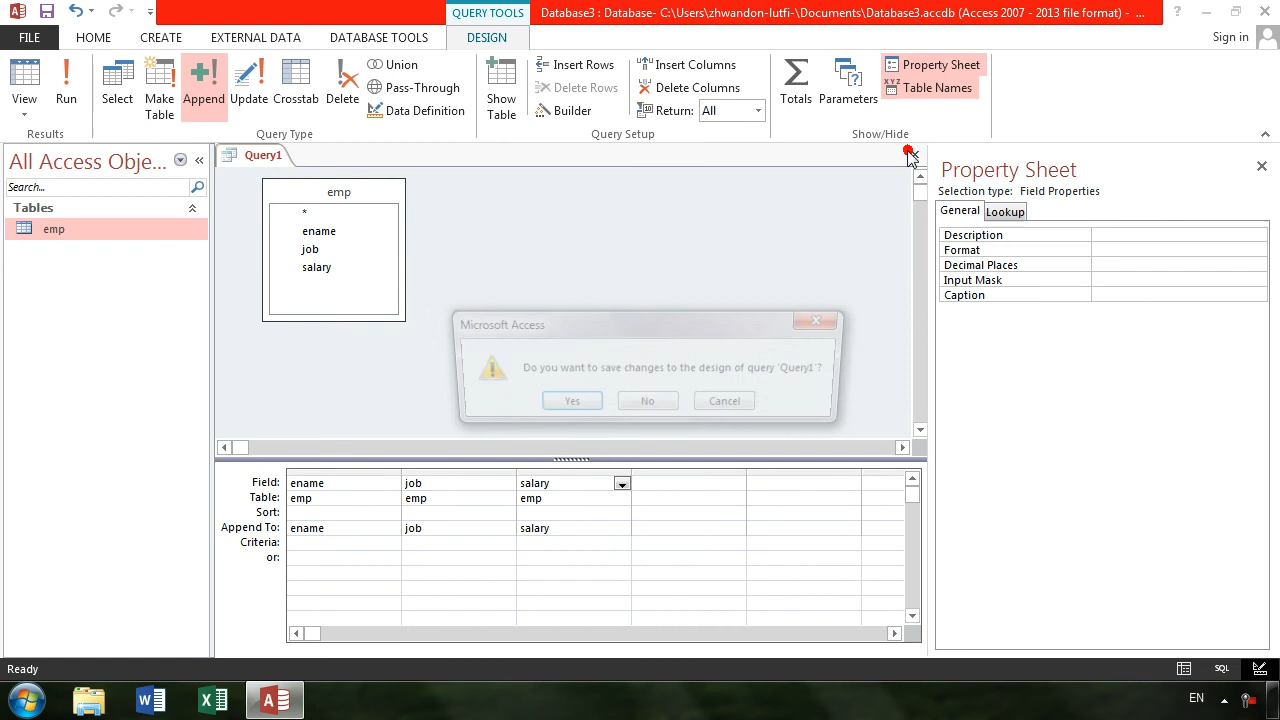 QUERY TOOLS
Database3 : Database- C:\Users\zhwandon-lutfi-\Documents\Database3.accdb (Access 2007 - 2013 file format) - ...
?
FILE
HOME
CREATE
EXTERNAL DATA
DATABASE TOOLS
DESIGN
Sign in
View
Run
Results
Select
Make
Table
Append
Update
Crosstab
Delete
Union
Pass-Through
Data Definition
Query Type
Show
Table
Insert Rows
Delete Rows
Builder
Insert Columns
Delete Columns
Return: All
Query Setup
Totals
Parameters
Property Sheet
XYZ Table Names
Show/Hide
All Access Obje...
Search...
Tables
emp
Query1
emp
*
ename
job
salary
Microsoft Access
Do you want to save changes to the design of query 'Query1'?
Yes
No
Cancel
Field: ename job salary
Table: emp emp emp
Sort:
Append To: ename job salary
Criteria:
or:
Property Sheet
Selection type: Field Properties
General
Lookup
Description
Format
Decimal Places
Input Mask
Caption
Ready
SQL
EN